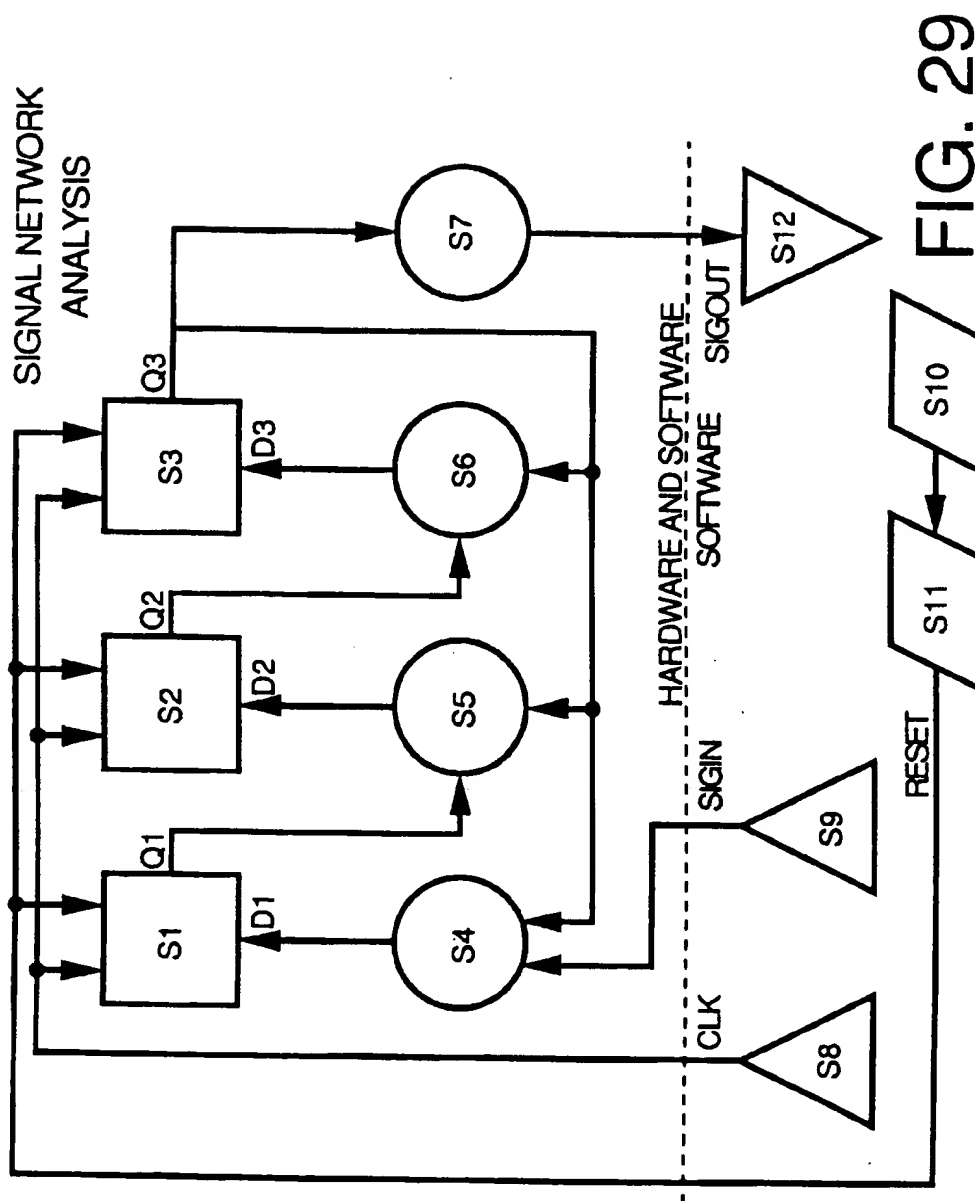 SIGNAL NETWORK
ANALYSIS
Q1
Q2
Q3
S1
S2
S3
D1
D2
D3
S4
S5
S6
S7
HARDWARE AND SOFTWARE
CLK
SIGIN
SOFTWARE
SIGOUT
S8
S9
S12
RESET
S11
S10
FIG. 29